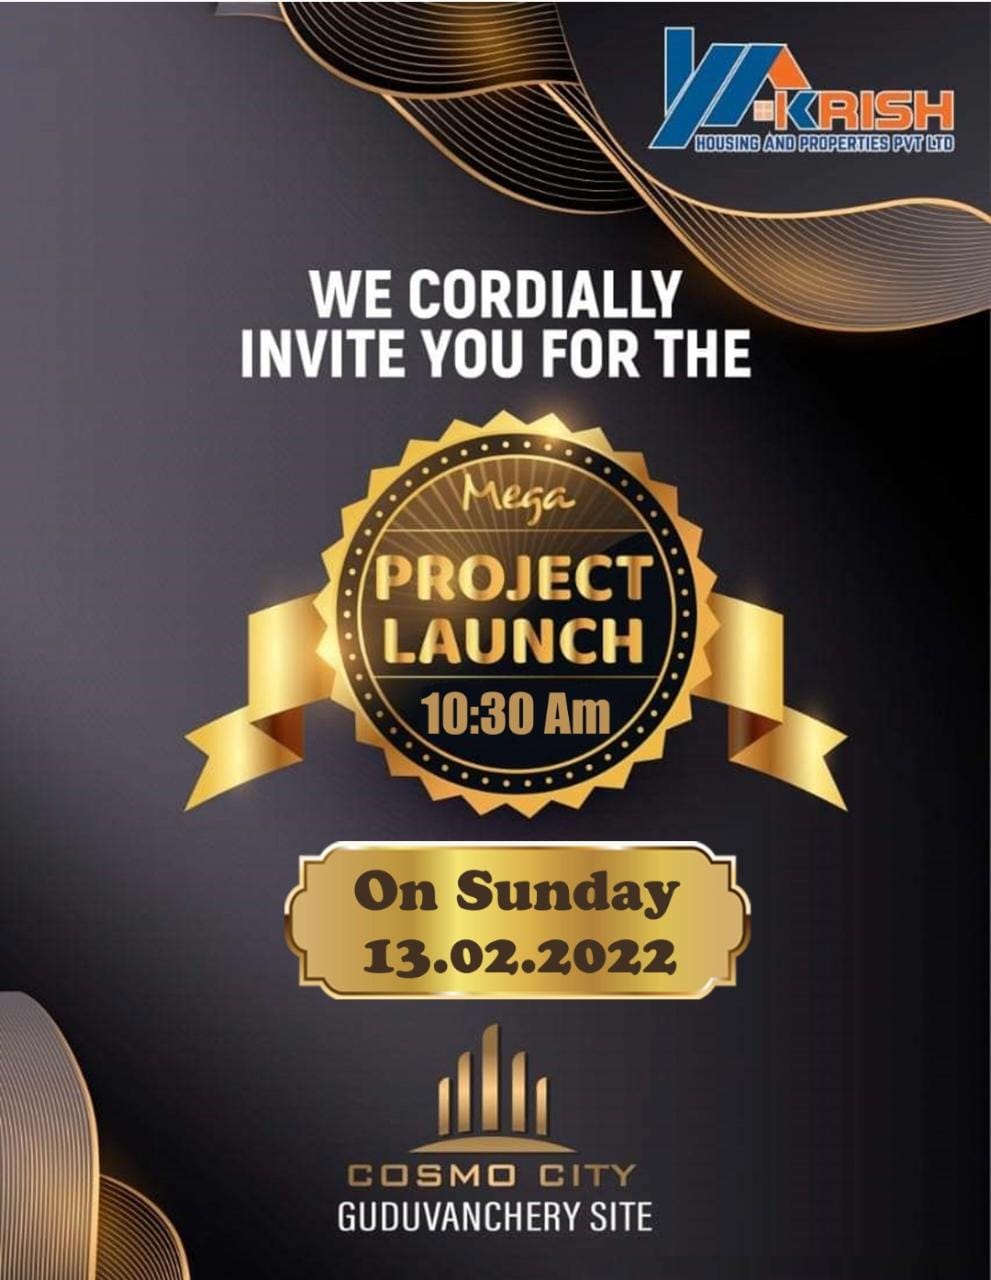 KRISH
HOUSING AND PROPERTIES PVT LTD
WE CORDIALLY
INVITE YOU FOR THE
Mega
PROJECT
LAUNCH
10:30 Am
On Sunday
13.02.2022
COSMO CITY
GUDUVANCHERY SITE